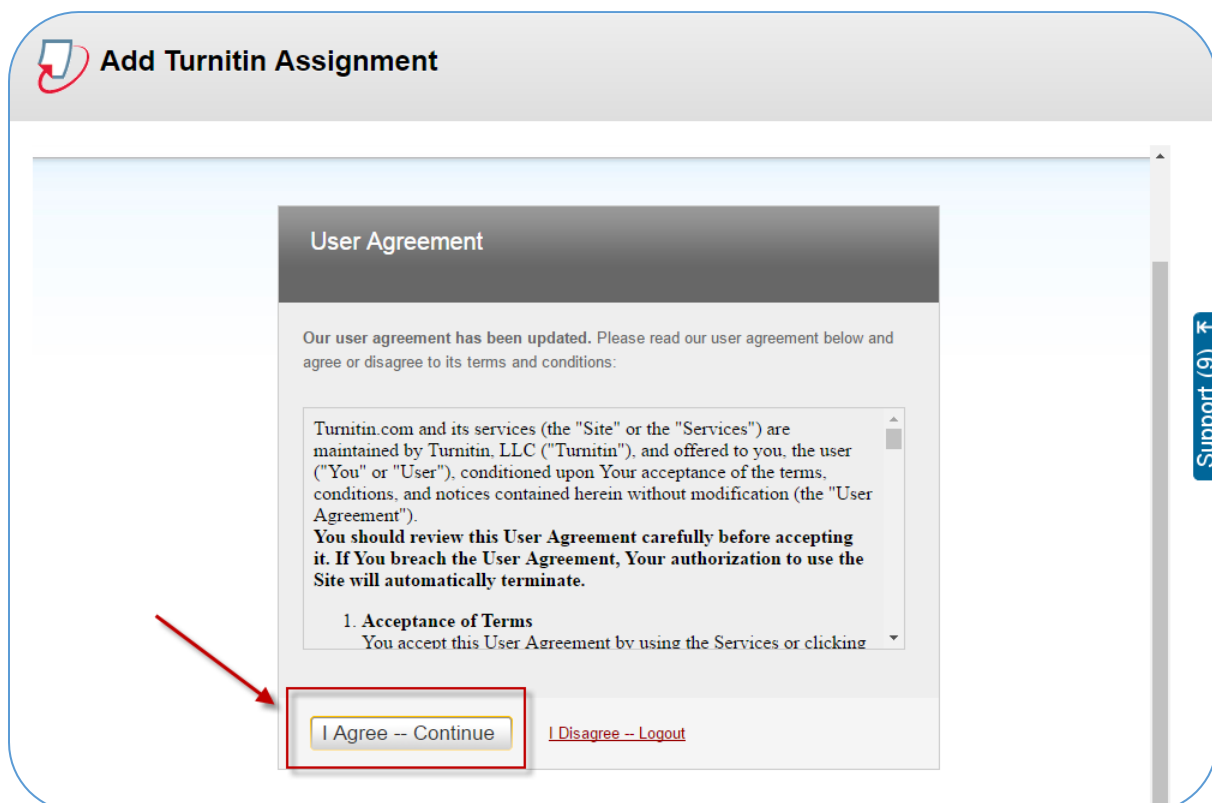 Add Turnitin Assignment
User Agreement
Our user agreement has been updated. Please read our user agreement below and
agree or disagree to its terms and conditions:
Turnitin.com and its services (the "Site" or the "Services") are
maintained by Turnitin, LLC ("Turnitin"), and offered to you, the user
("You" or "User"), conditioned upon Your acceptance of the terms,
conditions, and notices contained herein without modification (the "User
Agreement").
You should review this User Agreement carefully before accepting
it. If You breach the User Agreement, Your authorization to use the
Site will automatically terminate.
1. Acceptance of Terms
You accept this User Agreement by using the Services or clicking
I Agree -- Continue
I Disagree -- Logout
Support (9)